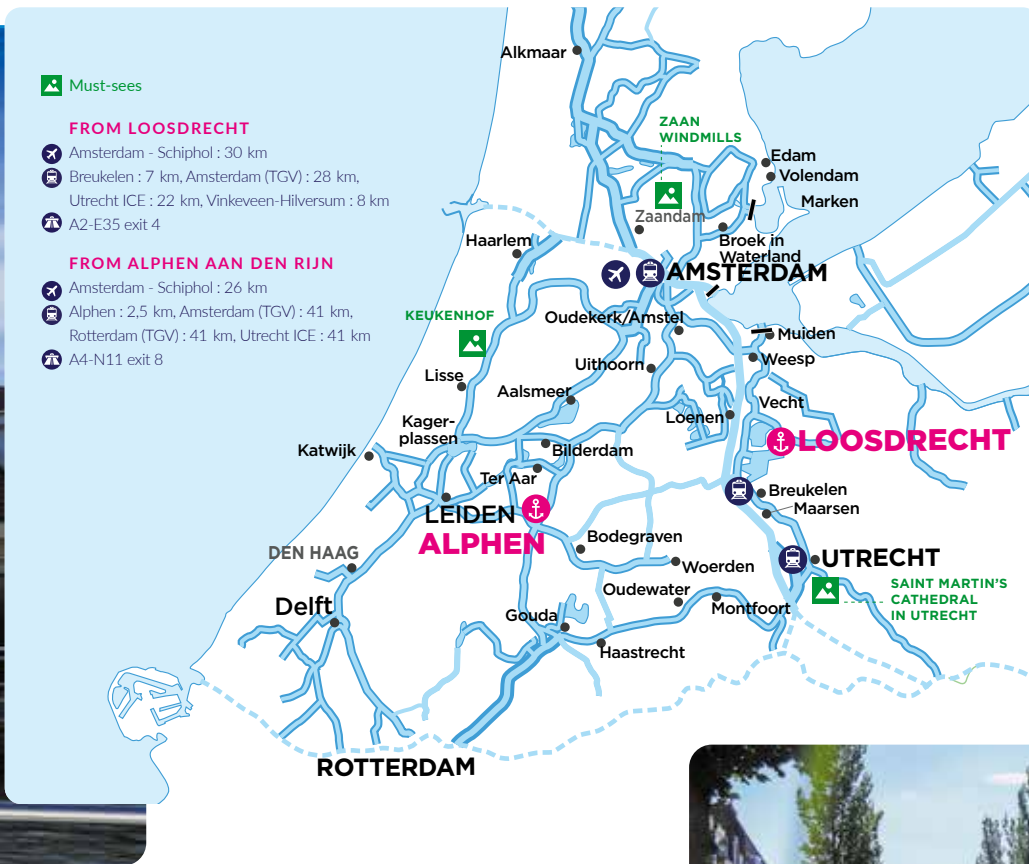 Must-sees
FROM LOOSDRECHT
Amsterdam - Schiphol : 30 km
Breukelen : 7 km, Amsterdam (TGV) : 28 km,
Utrecht ICE : 22 km, Vinkeveen-Hilversum : 8 km
A2-E35 exit 4
FROM ALPHEN AAN DEN RIJN
Amsterdam - Schiphol : 26 km
Alphen : 2,5 km, Amsterdam (TGV) : 41 km,
Rotterdam (TGV) : 41 km, Utrecht ICE : 41 km
A4-N11 exit 8
Alkmaar
ZAAN
WINDMILLS
Edam
Volendam
Marken
Zaandam
Broek in
Waterland
Haarlem
AMSTERDAM
KEUKENHOF
Oudekerk/Amstel
Muiden
Weesp
Uithoorn
Lisse
Aalsmeer
Vecht
Loenen
Kager-
plassen
LOOSDRECHT
Katwijk
Bilderdam
Ter Aar
Breukelen
Maarsen
LEIDEN
ALPHEN
Bodegraven
DEN HAAG
UTRECHT
Woerden
SAINT MARTIN'S
CATHEDRAL
IN UTRECHT
Oudewater
Montfoort
Delft
Gouda
Haastrecht
ROTTERDAM